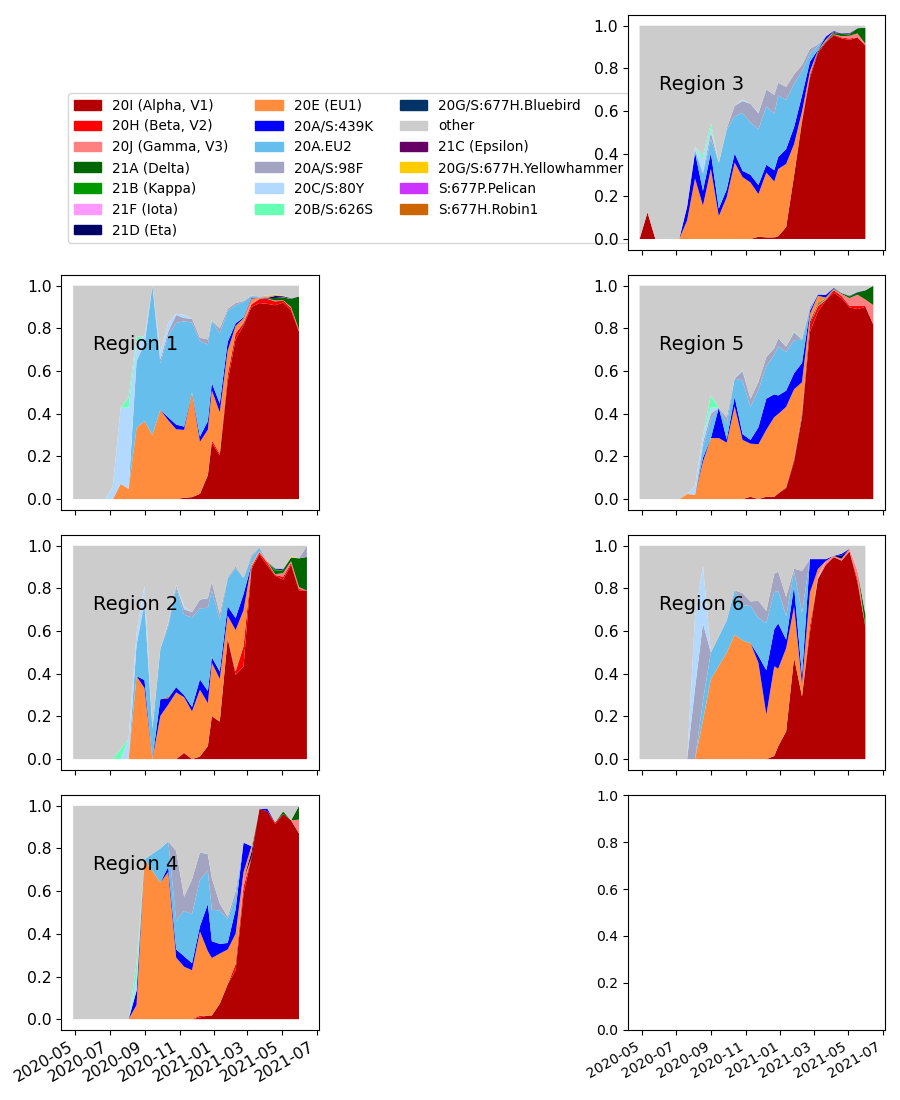 20I (Alpha, V1) 20E (EU1) 20G/S:677H.Bluebird
20H (Beta, V2) 20A/S:439K other
20J (Gamma, V3) 20A.EU2 21C (Epsilon)
21A (Delta) 20A/S:98F 20G/S:677H.Yellowhammer
21B (Kappa) 20C/S:80Y S:677P.Pelican
21F (Iota) 20B/S:626S S:677H.Robin1
21D (Eta)
1.0
0.8
Region 3
0.6
0.4
0.2
0.0
1.0
0.8
Region 1
0.6
0.4
0.2
0.0
1.0
0.8
Region 5
0.6
0.4
0.2
0.0
1.0
0.8
Region 2
0.6
0.4
0.2
0.0
1.0
0.8
Region 6
0.6
0.4
0.2
0.0
1.0
0.8
Region 4
0.6
0.4
0.2
0.0
2020-05 2020-07 2020-09 2020-11 2021-01 2021-03 2021-05 2021-07
1.0
0.8
0.6
0.4
0.2
0.0
2020-05 2020-07 2020-09 2020-11 2021-01 2021-03 2021-05 2021-07